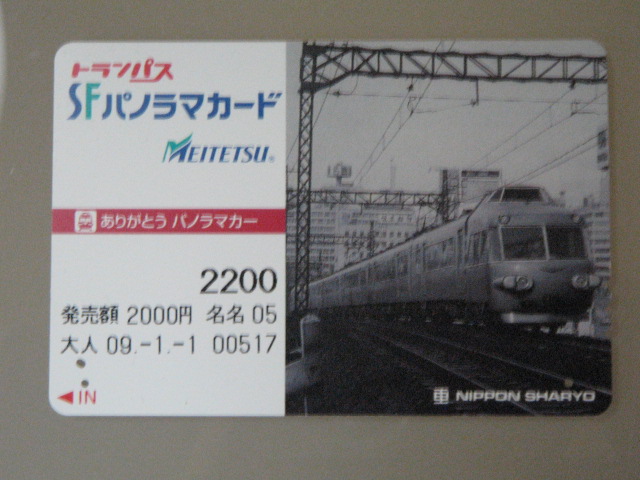 トランパス
SFパノラマカード
MEITETSU
ありがとう パノラマカー
2200
発売額 2000円 名名 05
大人 09.-1.-1 00517
◀IN
NIPPON SHARYO